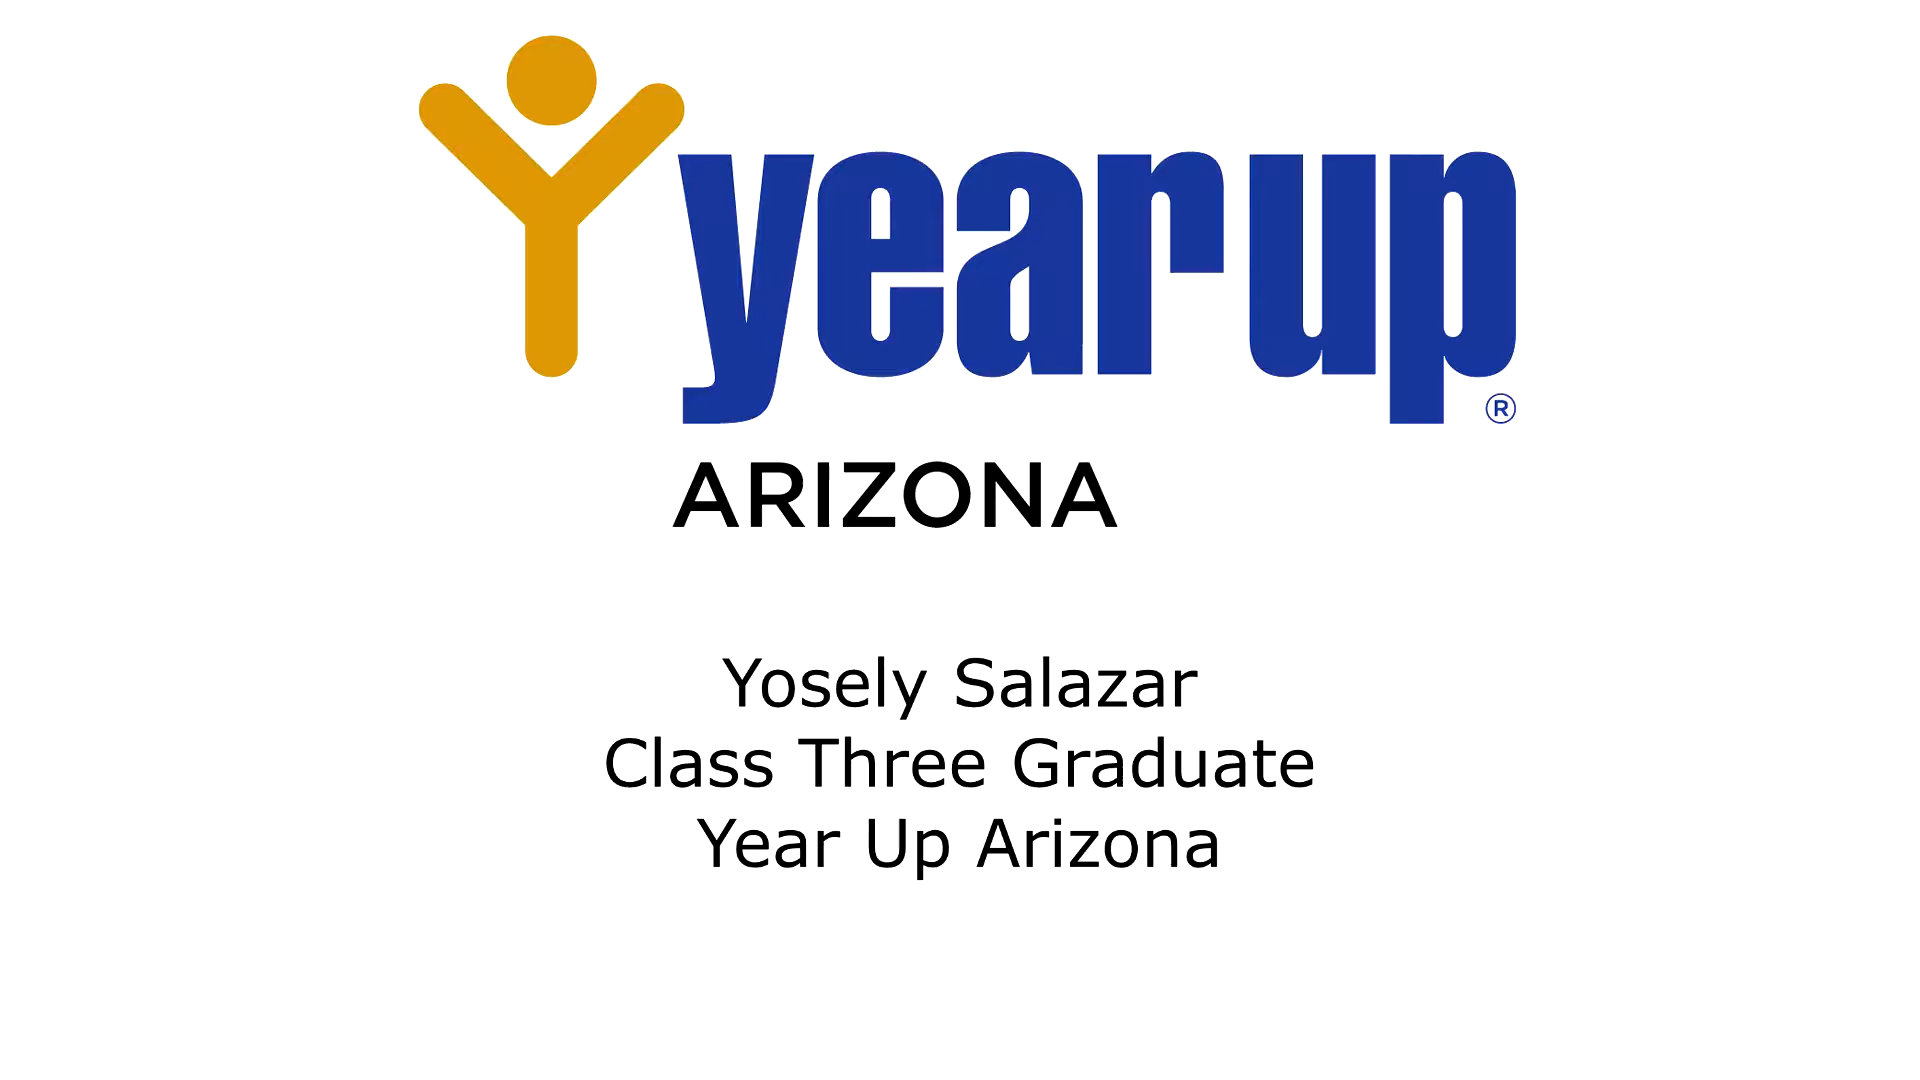 yearup®
ARIZONA
Yosely Salazar
Class Three Graduate
Year Up Arizona